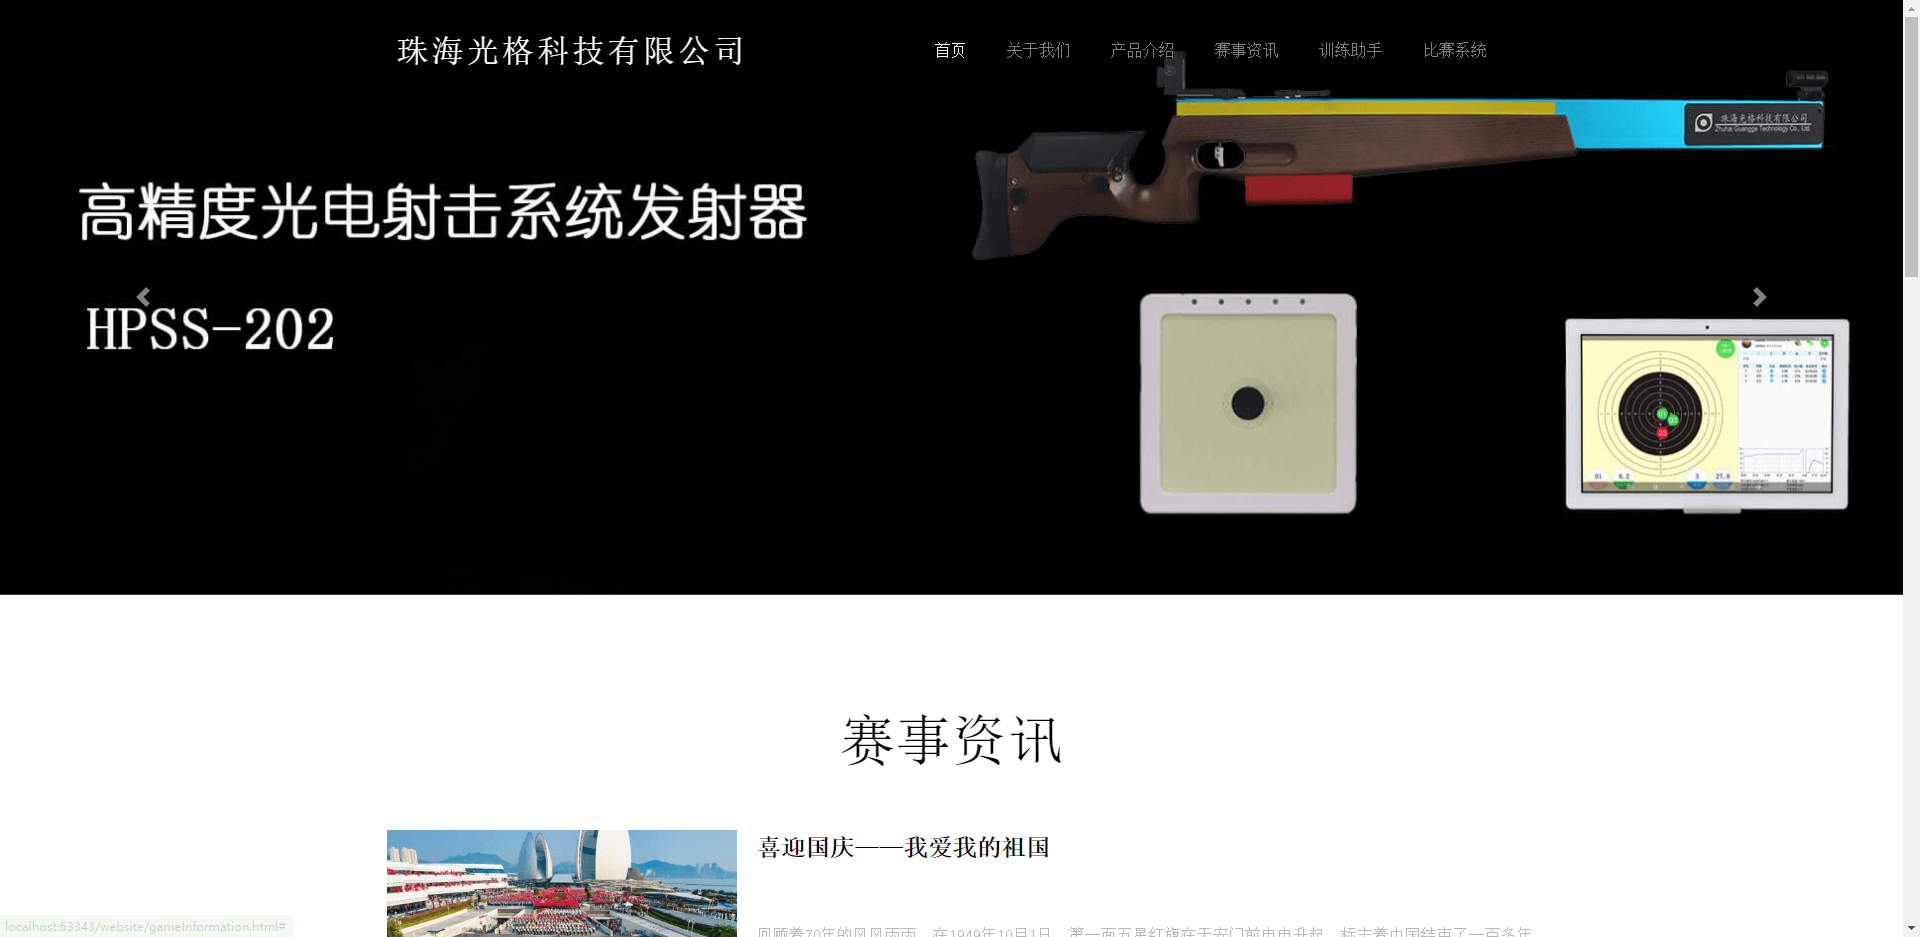 珠海光格科技有限公司
首页 关于我们 产品介绍 赛事资讯 训练助手 比赛系统
珠海光格科技有限公司
Zhuhai Guangge Technology Co., Ltd.
高精度光电射击系统发射器
HPSS-202
01 8.2 3 27.8
赛事资讯
喜迎国庆——我爱我的祖国
回顾着70年的风风雨雨，在1949年10月1日，第一面五星红旗在天安门前冉冉升起，标志着中国结束了一百多年
localhost:63343/website/gameInformation.html#